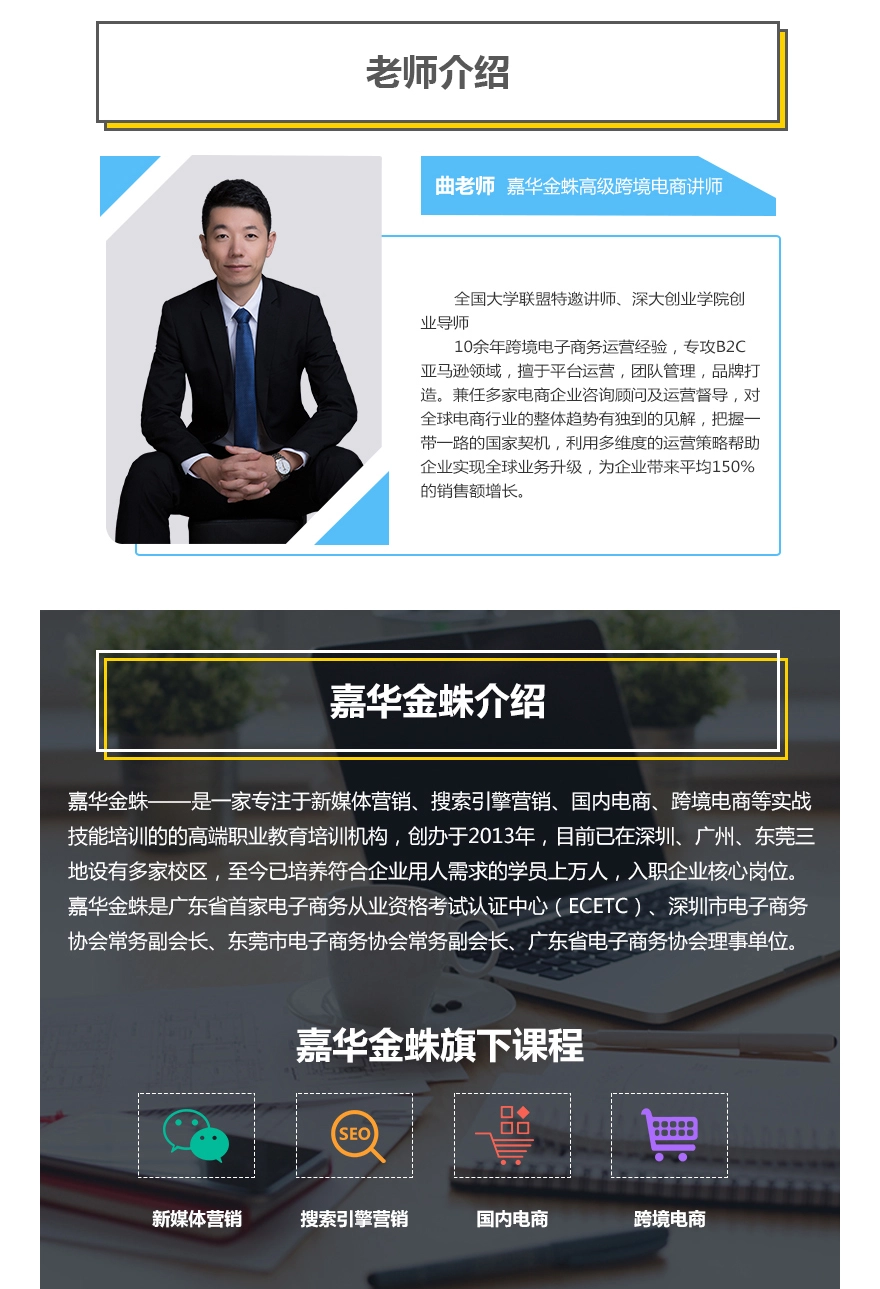 老师介绍
曲老师 嘉华金蛛高级跨境电商讲师
全国大学联盟特邀讲师、深大创业学院创
业导师
10余年跨境电子商务运营经验，专攻B2C
亚马逊领域，擅于平台运营，团队管理，品牌打
造。兼任多家电商企业咨询顾问及运营督导，对
全球电商行业的整体趋势有独到的见解，把握一
带一路的国家契机，利用多维度的运营策略帮助
企业实现全球业务升级，为企业带来平均150%
的销售额增长。
嘉华金蛛介绍
嘉华金蛛——是一家专注于新媒体营销、搜索引擎营销、国内电商、跨境电商等实战
技能培训的的高端职业教育培训机构，创办于2013年，目前已在深圳、广州、东莞三
地设有多家校区，至今已培养符合企业用人需求的学员上万人，入职企业核心岗位。
嘉华金蛛是广东省首家电子商务从业资格考试认证中心（ECETC）、深圳市电子商务
协会常务副会长、东莞市电子商务协会常务副会长、广东省电子商务协会理事单位。
嘉华金蛛旗下课程
SEO
新媒体营销 搜索引擎营销 国内电商 跨境电商